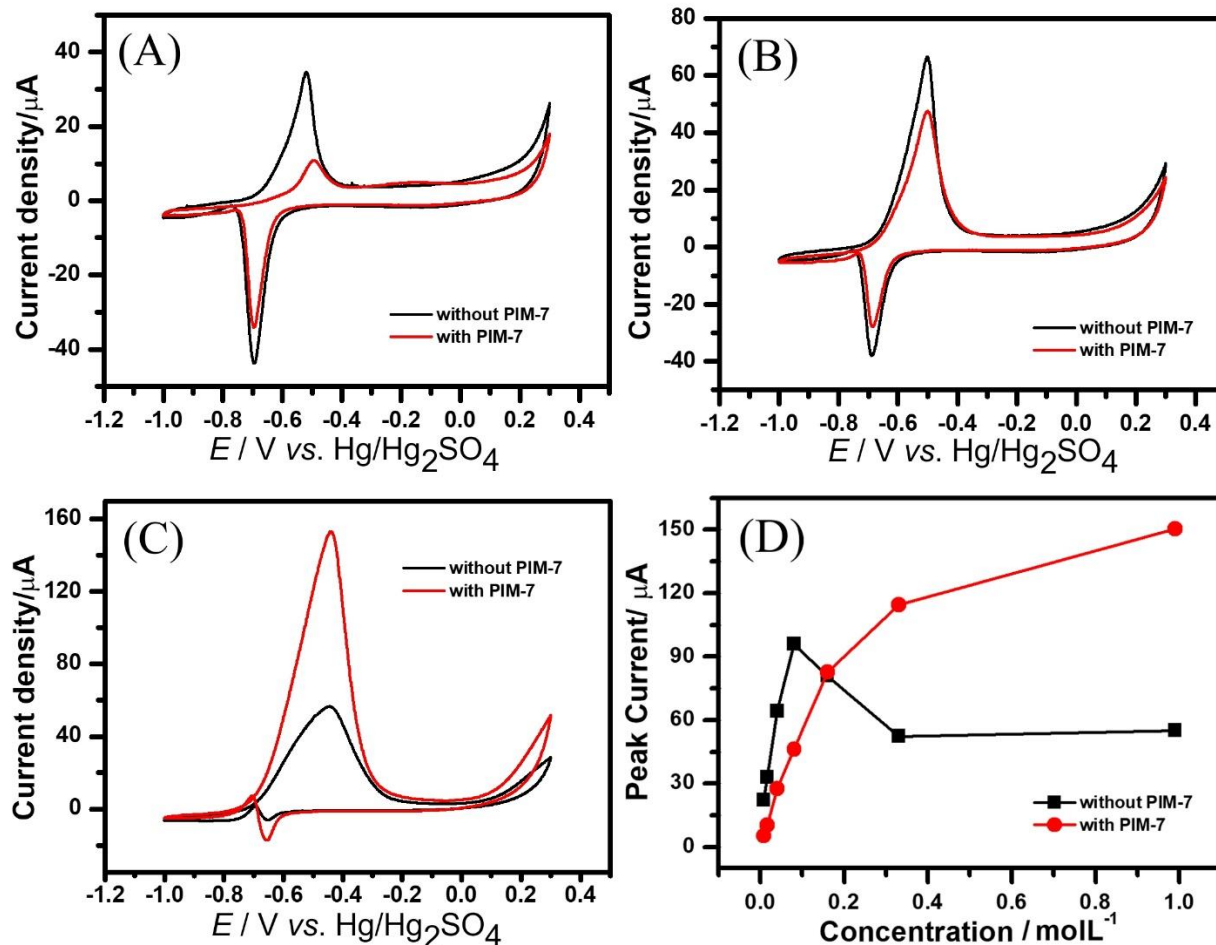 (A)
Current density/μA
40
20
0
-20
-40
without PIM-7
with PIM-7
-1.2 -1.0 -0.8 -0.6 -0.4 -0.2 0.0 0.2 0.4
E / V vs. Hg/Hg₂SO₄
(B)
Current density/μA
80
60
40
20
0
-20
-40
without PIM-7
with PIM-7
-1.2 -1.0 -0.8 -0.6 -0.4 -0.2 0.0 0.2 0.4
E / V vs. Hg/Hg₂SO₄
(C)
Current density/μA
160
120
80
40
0
without PIM-7
with PIM-7
-1.2 -1.0 -0.8 -0.6 -0.4 -0.2 0.0 0.2 0.4
E / V vs. Hg/Hg₂SO₄
(D)
Peak Current/ μA
150
120
90
60
30
0
without PIM-7
with PIM-7
0.0 0.2 0.4 0.6 0.8 1.0
Concentration / molL⁻¹